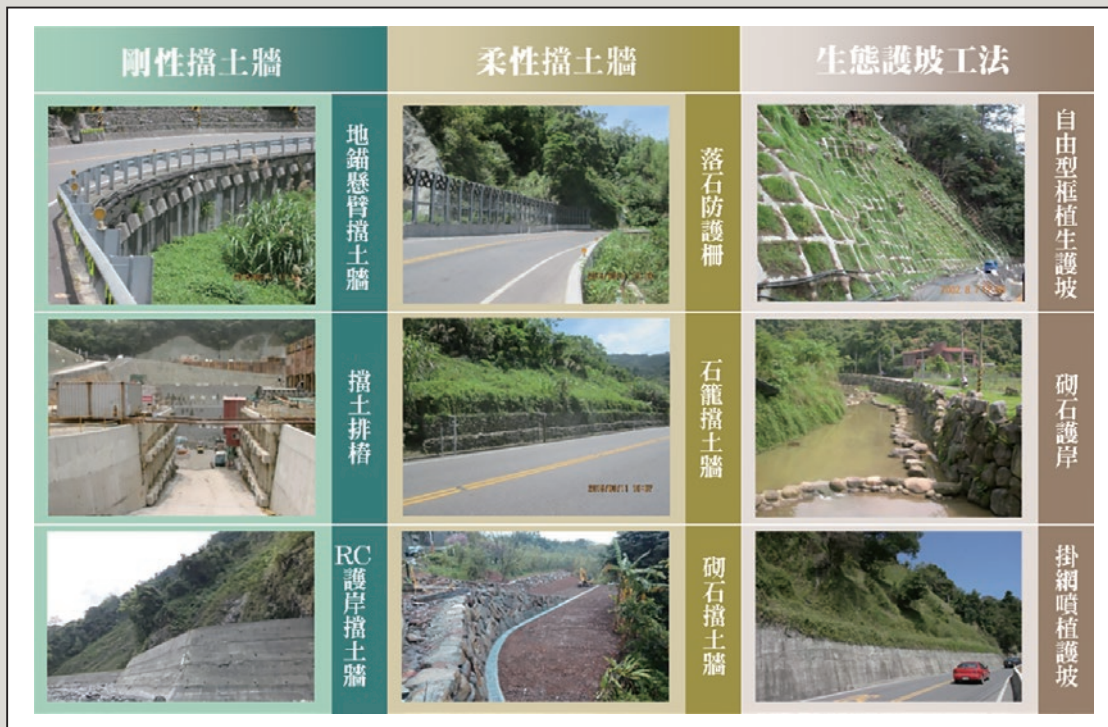 剛性擋土牆
柔性擋土牆
生態護坡工法
地錨懸臂擋土牆
落石防護柵
自由型框植生護坡
擋土排樁
石籠擋土牆
砌石護岸
RC護岸擋土牆
砌石擋土牆
掛網噴植護坡